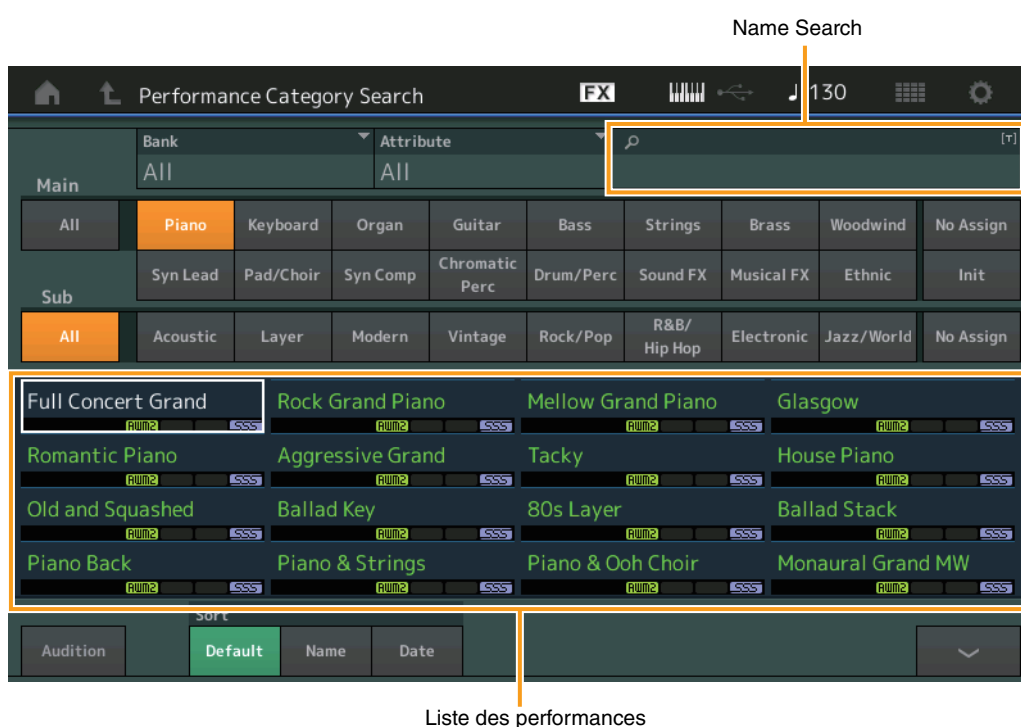 Name Search
Performance Category Search FX 130
Bank Attribute [T]
All All
Main
All Piano Keyboard Organ Guitar Bass Strings Brass Woodwind No Assign
Syn Lead Pad/Choir Syn Comp Chromatic Perc Drum/Perc Sound FX Musical FX Ethnic Init
Sub
All Acoustic Layer Modern Vintage Rock/Pop R&B/ Hip Hop Electronic Jazz/World No Assign
Full Concert Grand Rock Grand Piano Mellow Grand Piano Glasgow
AWM2 SSS AWM2 SSS AWM2 SSS AWM2 SSS
Romantic Piano Aggressive Grand Tacky House Piano
AWM2 SSS AWM2 SSS AWM2 SSS AWM2 SSS
Old and Squashed Ballad Key 80s Layer Ballad Stack
AWM2 SSS AWM2 SSS AWM2 SSS AWM2 SSS
Piano Back Piano & Strings Piano & Ooh Choir Monaural Grand MW
AWM2 SSS AWM2 SSS AWM2 SSS AWM2 SSS
Sort
Audition Default Name Date
Liste des performances